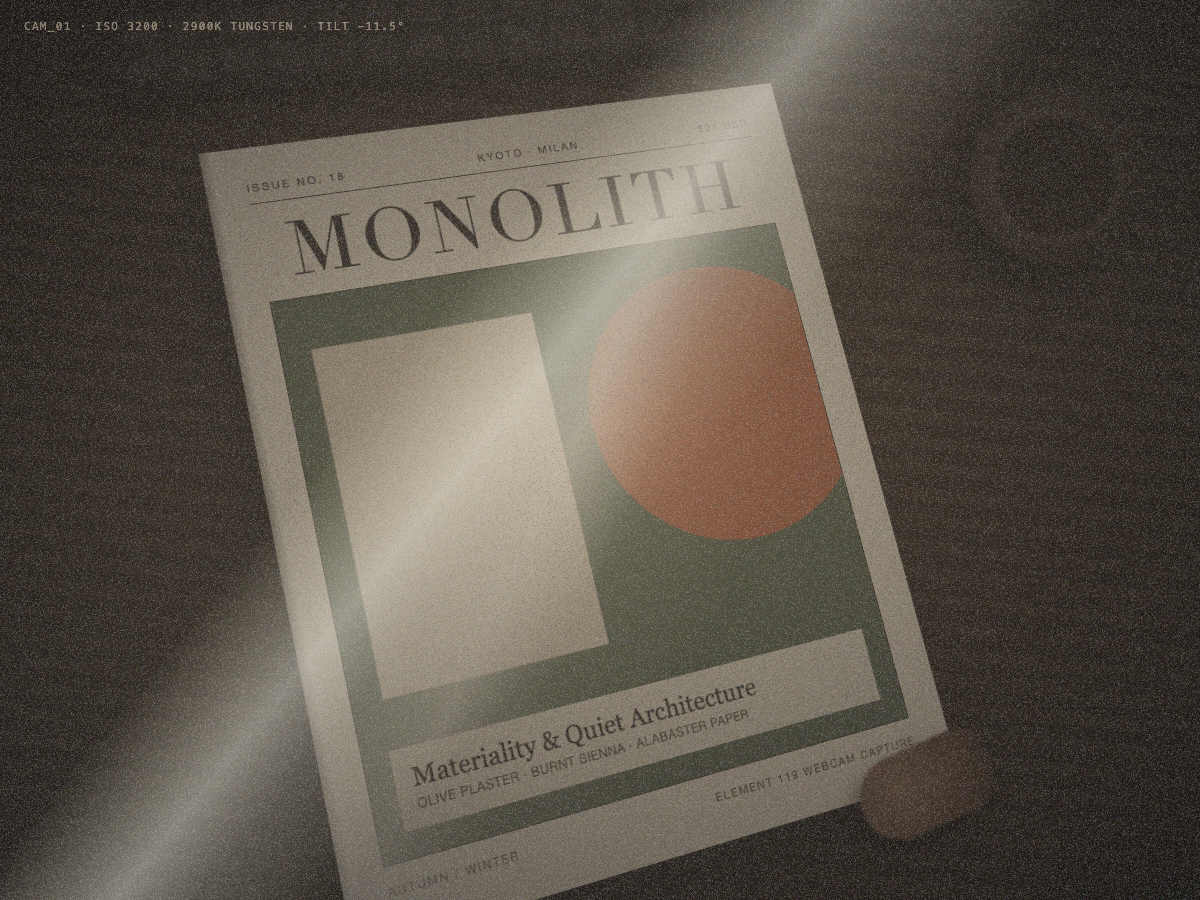 CAM_01 · ISO 3200 · 2900K TUNGSTEN · TILT −11.5°
ISSUE NO. 18
KYOTO · MILAN
MONOLITH
Materiality & Quiet Architecture
OLIVE PLASTER · BURNT SIENNA · ALABASTER PAPER
AUTUMN / WINTER
ELEMENT 119 WEBCAM CAPTURE